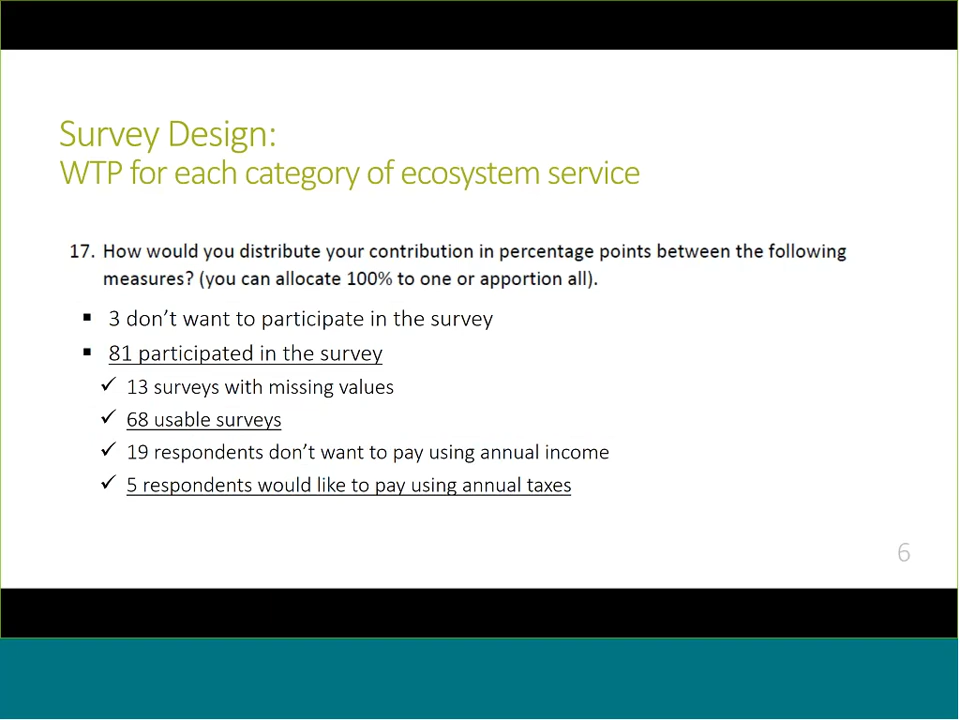 Survey Design:
WTP for each category of ecosystem service
17. How would you distribute your contribution in percentage points between the following
measures? (you can allocate 100% to one or apportion all).
▪ 3 don’t want to participate in the survey
▪ 81 participated in the survey
✓ 13 surveys with missing values
✓ 68 usable surveys
✓ 19 respondents don’t want to pay using annual income
✓ 5 respondents would like to pay using annual taxes
6